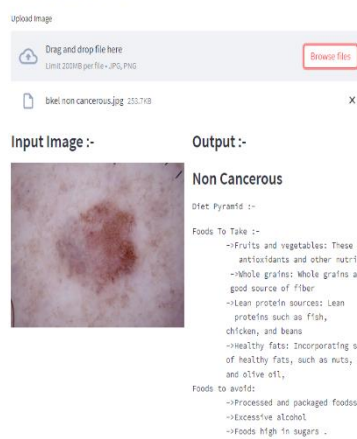 Upload Image
Drag and drop file here
Limit 200MB per file • JPG, PNG
Browse files
bkel non cancerous.jpg 253.7KB
X
Input Image :-
Output :-
Non Cancerous
Diet Pyramid :-
Foods To Take :-
->Fruits and vegetables: These
antioxidants and other nutri
->Whole grains: Whole grains a
good source of fiber
->Lean protein sources: Lean
proteins such as fish,
chicken, and beans
->Healthy fats: Incorporating s
of healthy fats, such as nuts,
and olive oil,
Foods to avoid:
->Processed and packaged foodss
->Excessive alcohol
->Foods high in sugars .